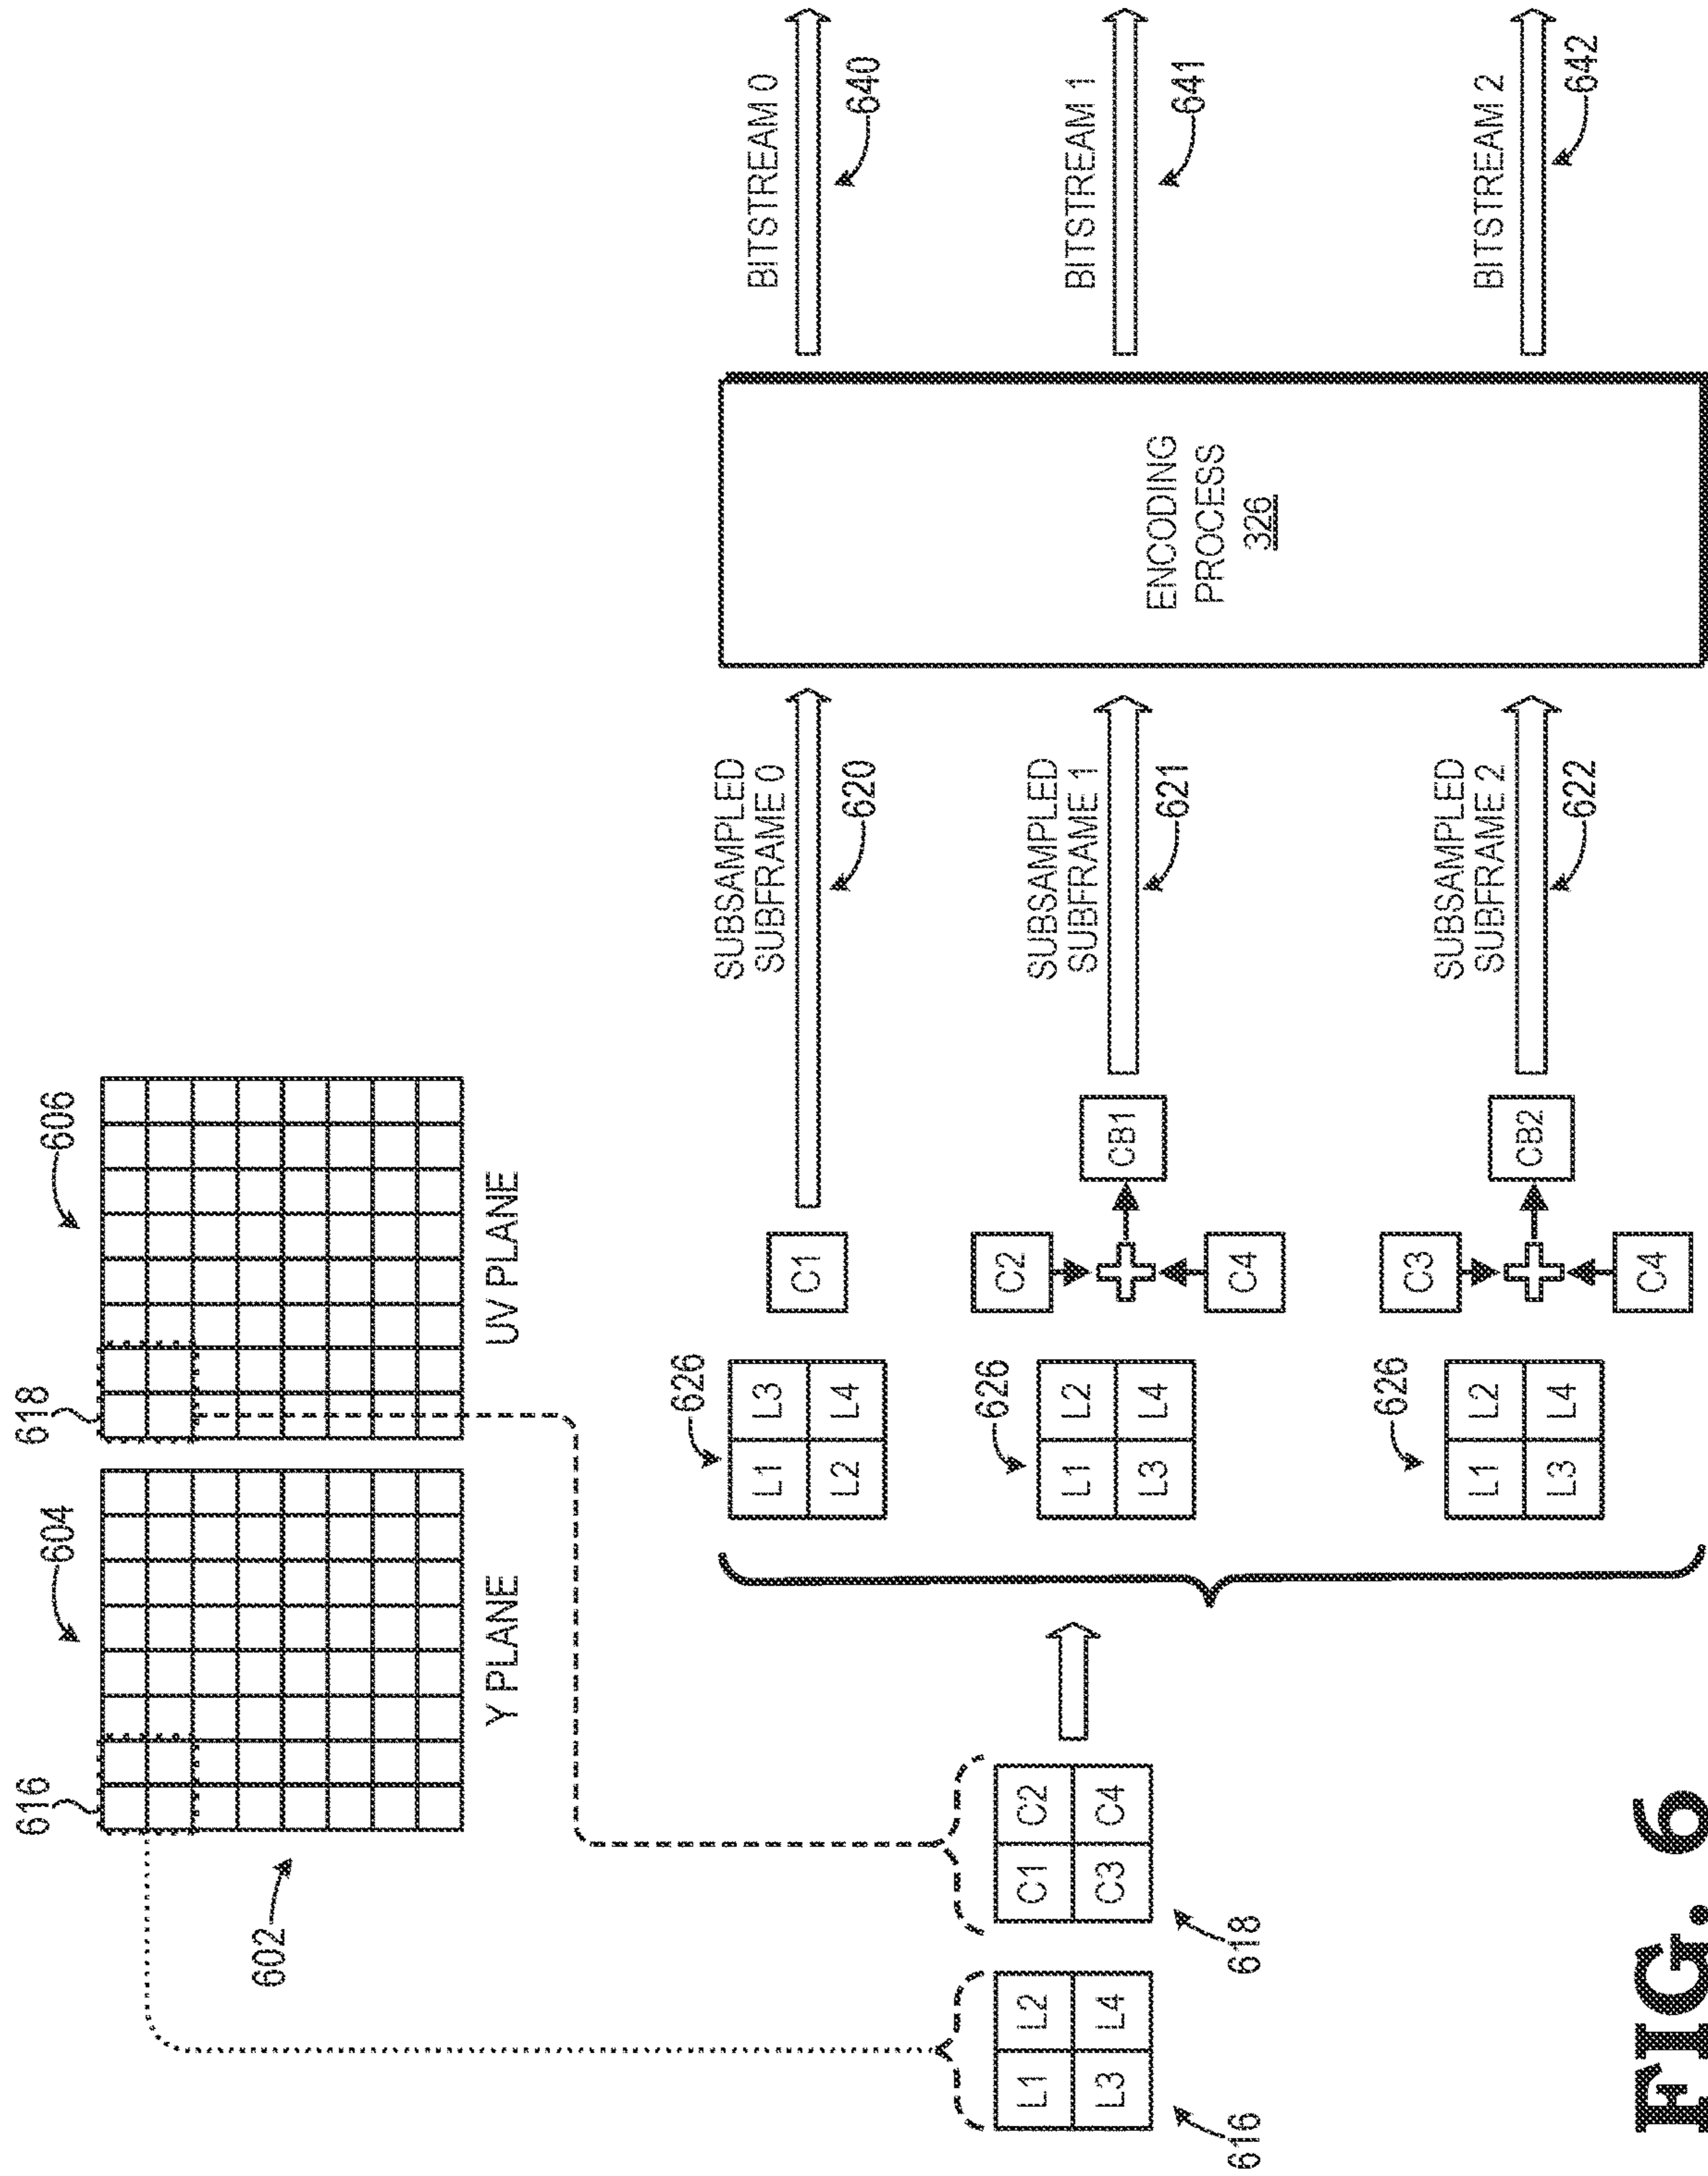 602
616
604
Y PLANE
618
606
UV PLANE
L1 L2
L3 L4
616
C1 C2
C3 C4
618
626
L1 L3
L2 L4
C1
SUBSAMPLED
SUBFRAME 0
620
626
L1 L2
L3 L4
C2
C4
CB1
SUBSAMPLED
SUBFRAME 1
621
626
L1 L2
L3 L4
C3
C4
CB2
SUBSAMPLED
SUBFRAME 2
622
ENCODING
PROCESS
326
BITSTREAM 0
640
BITSTREAM 1
641
BITSTREAM 2
642
FIG. 6